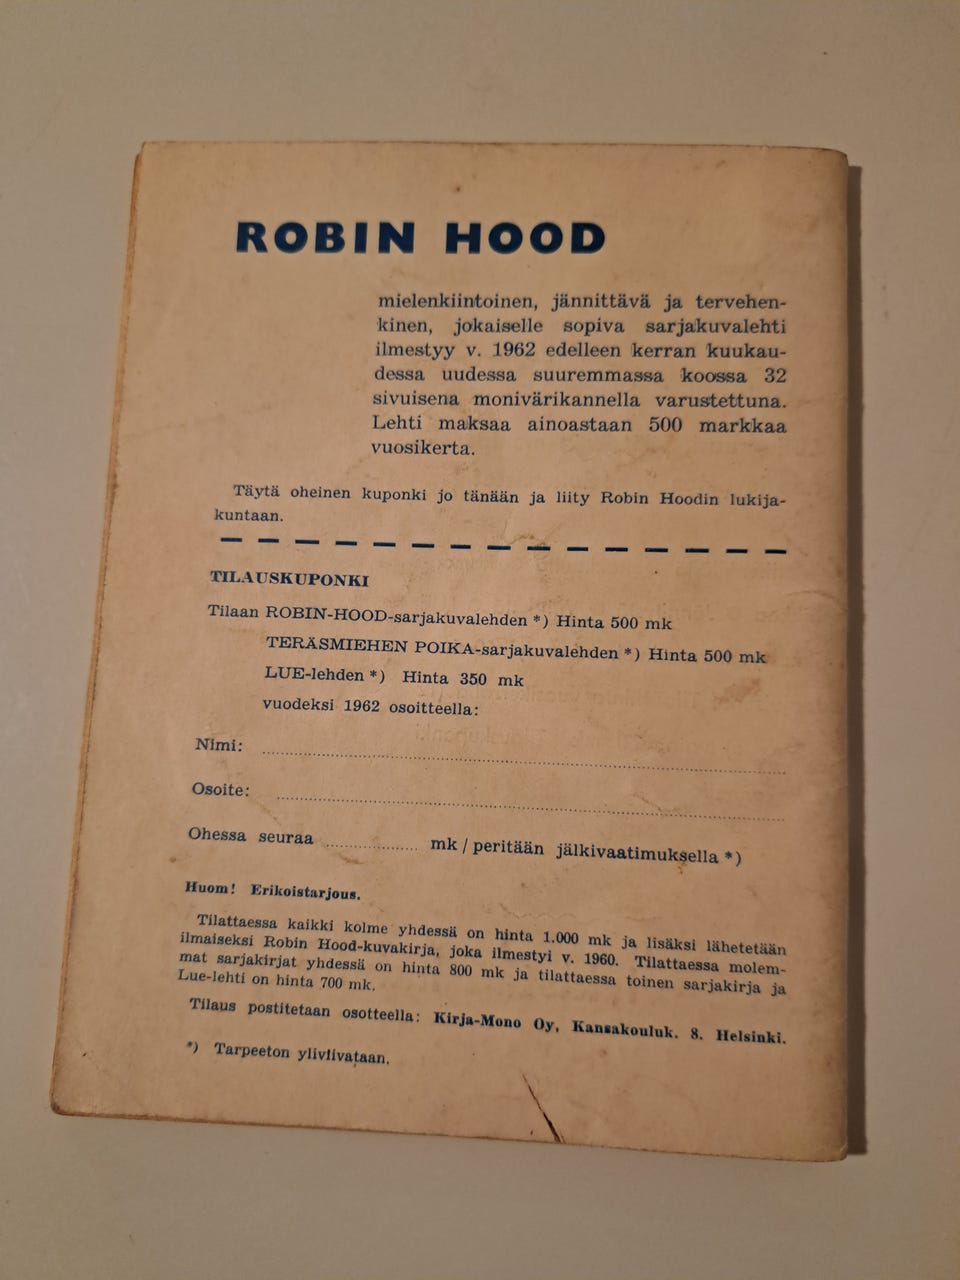 ROBIN HOOD
mielenkiintoinen, jännittävä ja tervehen-
kinen, jokaiselle sopiva sarjakuvalehti
ilmestyy v. 1962 edelleen kerran kuukau-
dessa uudessa suuremmassa koossa 32
sivuisena monivärikannella varustettuna.
Lehti maksaa ainoastaan 500 markkaa
vuosikerta.
Täytä oheinen kuponki jo tänään ja liity Robin Hoodin lukija-
kuntaan.
TILAUSKUPONKI
Tilaan ROBIN-HOOD-sarjakuvalehden *) Hinta 500 mk
TERÄSMIEHEN POIKA-sarjakuvalehden *) Hinta 500 mk
LUE-lehden *) Hinta 350 mk
vuodeksi 1962 osoitteella:
Nimi:
Osoite:
Ohessa seuraa .................... mk / peritään jälkivaatimuksella *)
Huom! Erikoistarjous.
Tilattaessa kaikki kolme yhdessä on hinta 1.000 mk ja lisäksi lähetetään
ilmaiseksi Robin Hood-kuvakirja, joka ilmestyi v. 1960. Tilattaessa molem-
mat sarjakirjat yhdessä on hinta 800 mk ja tilattaessa toinen sarjakirja ja
Lue-lehti on hinta 700 mk.
Tilaus postitetaan osotteella: Kirja-Mono Oy, Kansakouluk. 8. Helsinki.
*) Tarpeeton ylivlivataan.